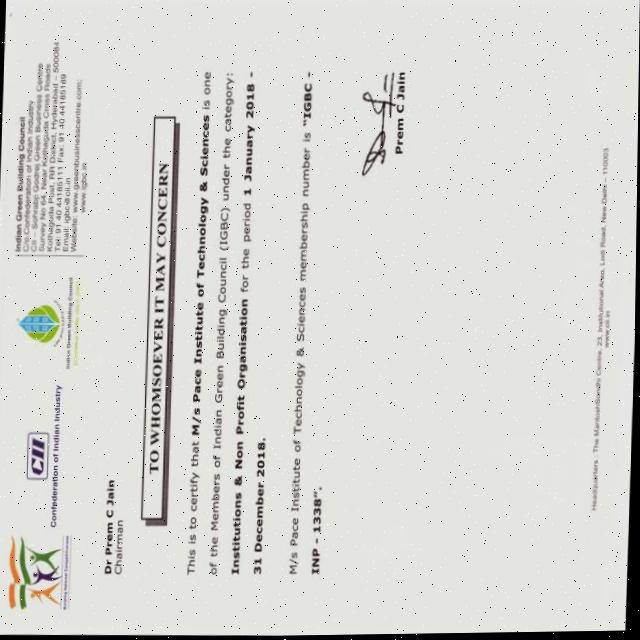 CII
Confederation of Indian Industry
Indian Green Building Council
Indian Green Building Council
C/o Confederation of Indian Industry
CII - Sohrabji Godrej Green Business Centre
Survey No 64, Near Kothaguda Cross Roads
Kothaguda Post, RR District, Hyderabad - 500084
Tel: 91 40 44185111 Fax: 91 40 44185189
Email: igbc@cii.in
Website: www.greenbusinesscentre.com;
www.igbc.in
Dr Prem C Jain
Chairman
TO WHOMSOEVER IT MAY CONCERN
This is to certify that M/s Pace Institute of Technology & Sciences is one
of the Members of Indian Green Building Council (IGBC) under the category:
Institutions & Non Profit Organisation for the period 1 January 2018 -
31 December 2018.
M/s Pace Institute of Technology & Sciences membership number is "IGBC -
INP - 1338".
Prem C Jain
Headquarters : The MantoshSondhi Centre, 23, Institutional Area, Lodi Road, New Delhi - 110003
www.cii.in